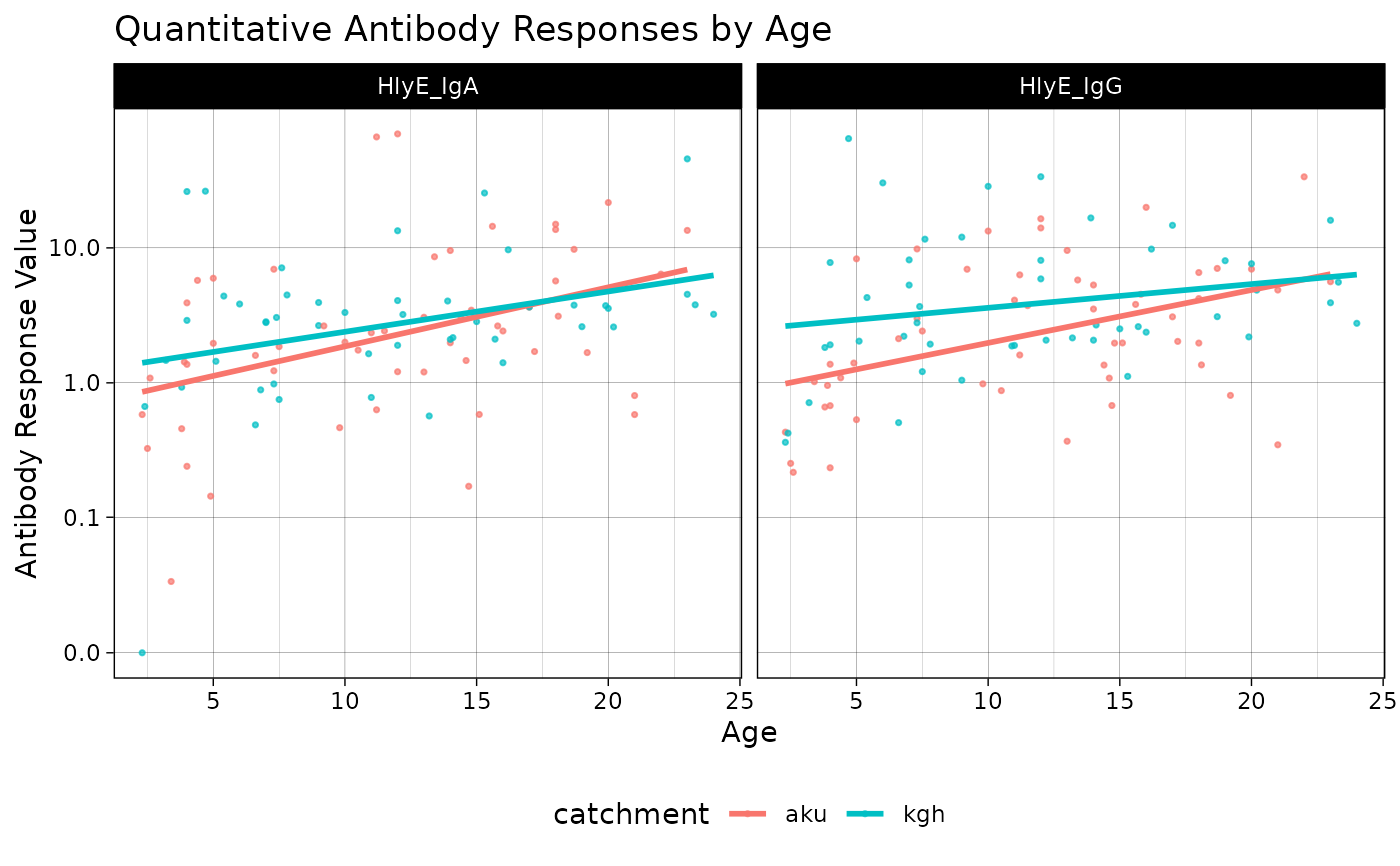 Quantitative Antibody Responses by Age
HlyE_IgA HlyE_IgG
Antibody Response Value
10.0
1.0
0.1
0.0
5 10 15 20 25 5 10 15 20 25
Age
catchment aku kgh